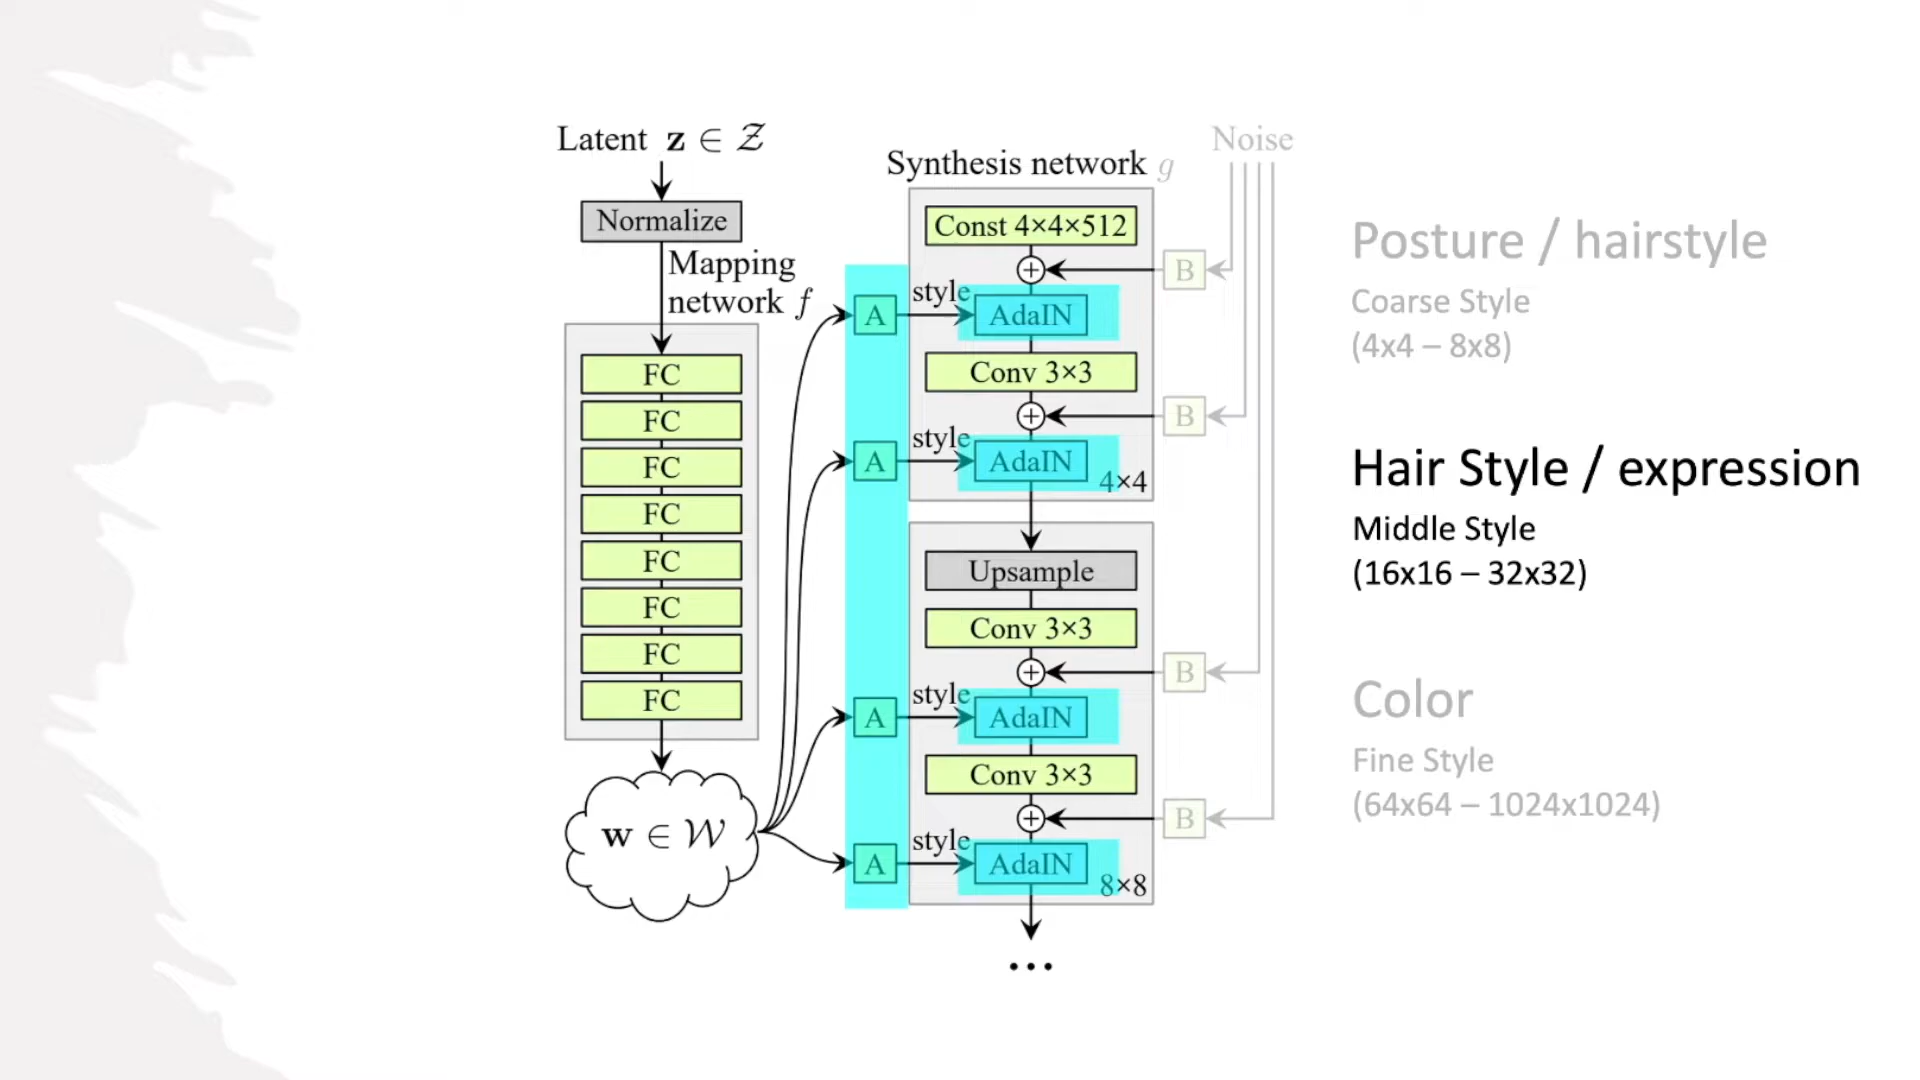 Latent z ∈ 𝒵
Normalize
Mapping
network f
FC
FC
FC
FC
FC
FC
FC
FC
w ∈ 𝒲
A
A
A
A
style
style
style
style
Synthesis network g
Const 4×4×512
AdaIN
Conv 3×3
AdaIN
4×4
Upsample
Conv 3×3
AdaIN
Conv 3×3
AdaIN
8×8
...
Noise
B
B
B
B
Posture / hairstyle
Coarse Style
(4x4 – 8x8)
Hair Style / expression
Middle Style
(16x16 – 32x32)
Color
Fine Style
(64x64 – 1024x1024)